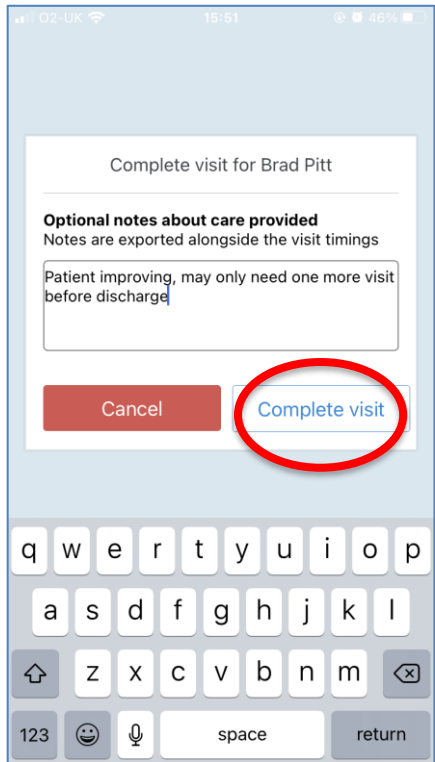 O2-UK 15:51 46%
Complete visit for Brad Pitt
Optional notes about care provided
Notes are exported alongside the visit timings
Patient improving, may only need one more visit
before discharge
Cancel Complete visit
q w e r t y u i o p
a s d f g h j k l
z x c v b n m
123 space return